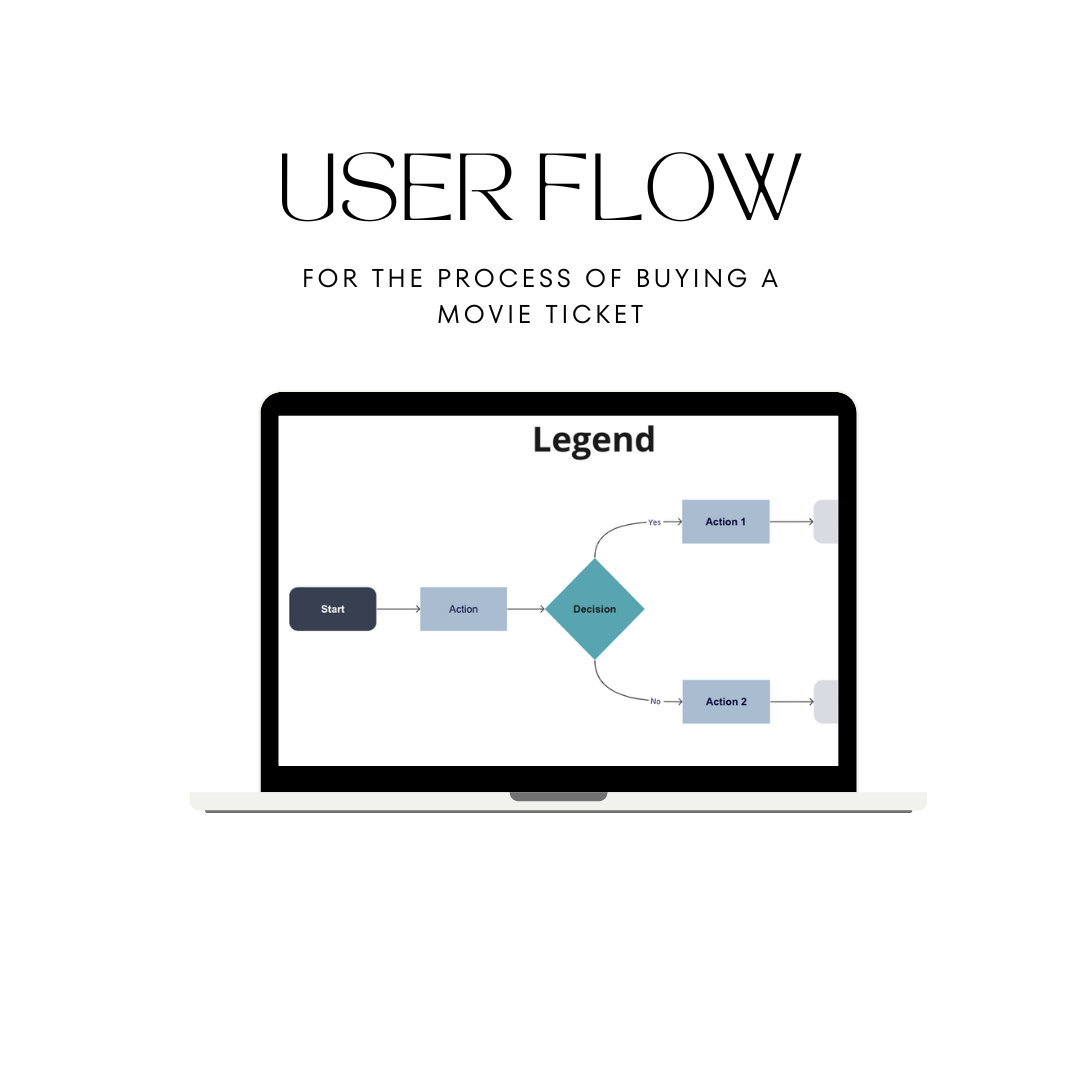 USER FLOW
FOR THE PROCESS OF BUYING A
MOVIE TICKET
Legend
Yes
Action 1
Start
Action
Decision
No
Action 2